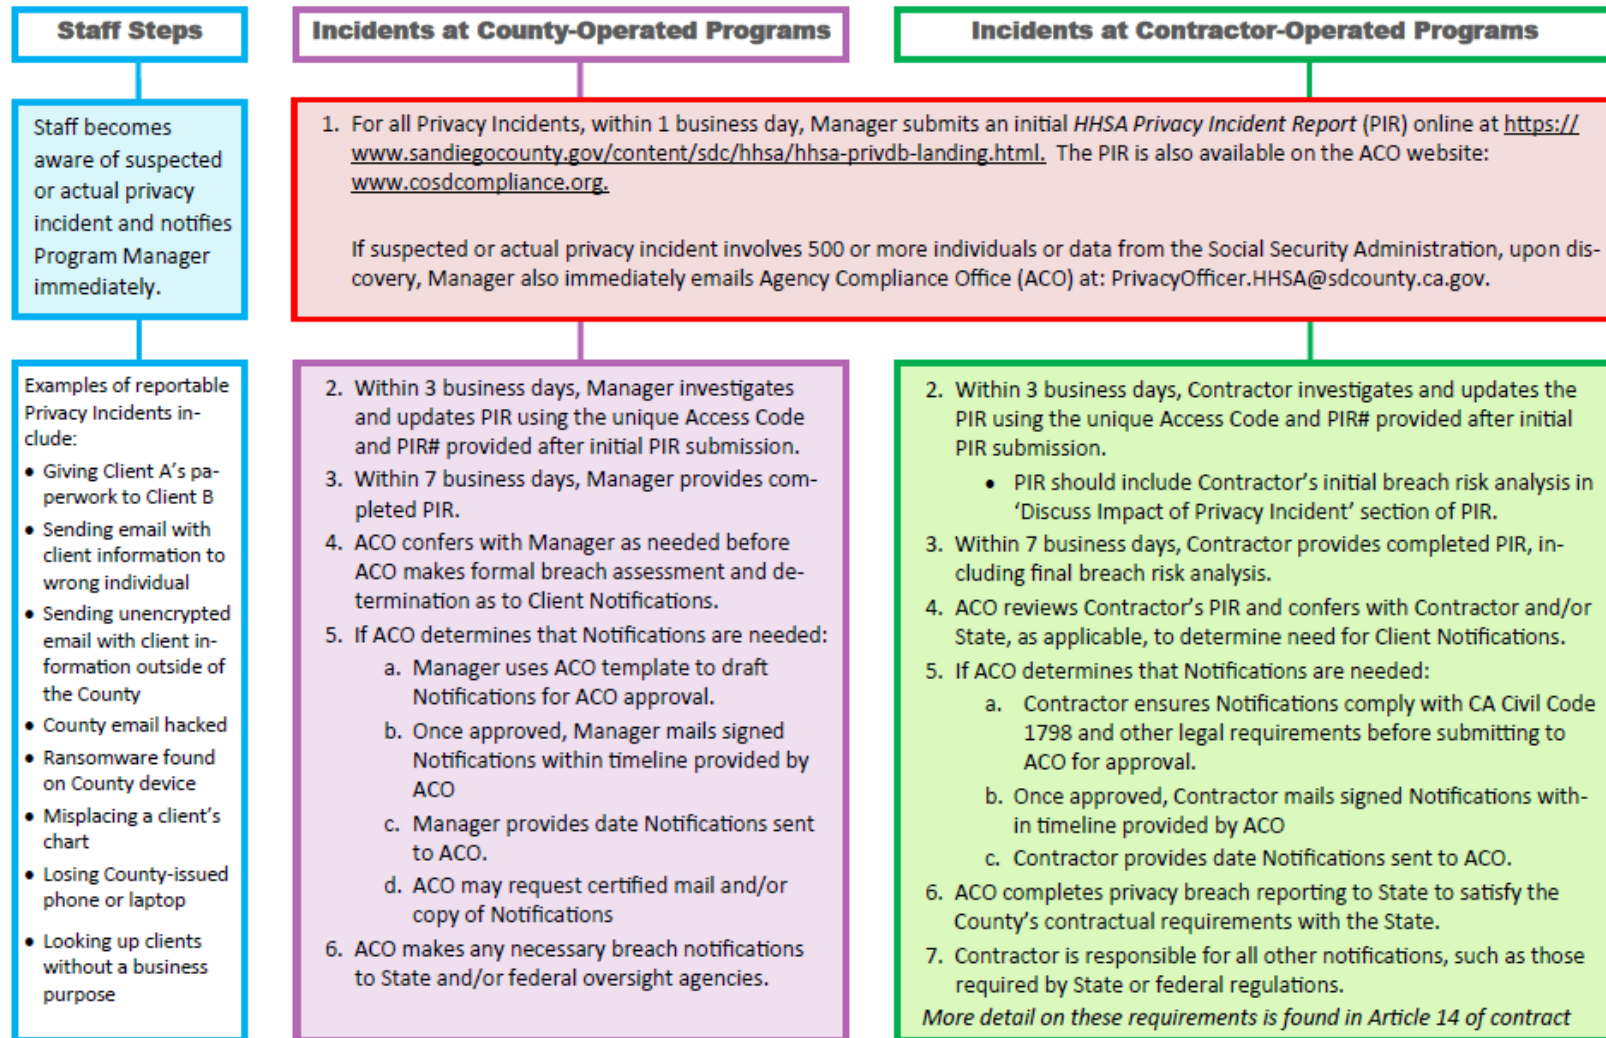 Staff Steps
Incidents at County-Operated Programs
Incidents at Contractor-Operated Programs
Staff becomes
aware of suspected
or actual privacy
incident and notifies
Program Manager
immediately.
1. For all Privacy Incidents, within 1 business day, Manager submits an initial HHSA Privacy Incident Report (PIR) online at https://
www.sandiegocounty.gov/content/sdc/hhsa/hhsa-privdb-landing.html. The PIR is also available on the ACO website:
www.cosdcompliance.org.
If suspected or actual privacy incident involves 500 or more individuals or data from the Social Security Administration, upon dis-
covery, Manager also immediately emails Agency Compliance Office (ACO) at: PrivacyOfficer.HHSA@sdcounty.ca.gov.
Examples of reportable
Privacy Incidents in-
clude:
• Giving Client A's pa-
perwork to Client B
• Sending email with
client information to
wrong individual
• Sending unencrypted
email with client in-
formation outside of
the County
• County email hacked
• Ransomware found
on County device
• Misplacing a client's
chart
• Losing County-issued
phone or laptop
• Looking up clients
without a business
purpose
2. Within 3 business days, Manager investigates
and updates PIR using the unique Access Code
and PIR# provided after initial PIR submission.
3. Within 7 business days, Manager provides com-
pleted PIR.
4. ACO confers with Manager as needed before
ACO makes formal breach assessment and de-
termination as to Client Notifications.
5. If ACO determines that Notifications are needed:
a. Manager uses ACO template to draft
Notifications for ACO approval.
b. Once approved, Manager mails signed
Notifications within timeline provided by
ACO
c. Manager provides date Notifications sent
to ACO.
d. ACO may request certified mail and/or
copy of Notifications
6. ACO makes any necessary breach notifications
to State and/or federal oversight agencies.
2. Within 3 business days, Contractor investigates and updates the
PIR using the unique Access Code and PIR# provided after initial
PIR submission.
• PIR should include Contractor's initial breach risk analysis in
'Discuss Impact of Privacy Incident' section of PIR.
3. Within 7 business days, Contractor provides completed PIR, in-
cluding final breach risk analysis.
4. ACO reviews Contractor's PIR and confers with Contractor and/or
State, as applicable, to determine need for Client Notifications.
5. If ACO determines that Notifications are needed:
a. Contractor ensures Notifications comply with CA Civil Code
1798 and other legal requirements before submitting to
ACO for approval.
b. Once approved, Contractor mails signed Notifications with-
in timeline provided by ACO
c. Contractor provides date Notifications sent to ACO.
6. ACO completes privacy breach reporting to State to satisfy the
County's contractual requirements with the State.
7. Contractor is responsible for all other notifications, such as those
required by State or federal regulations.
More detail on these requirements is found in Article 14 of contract